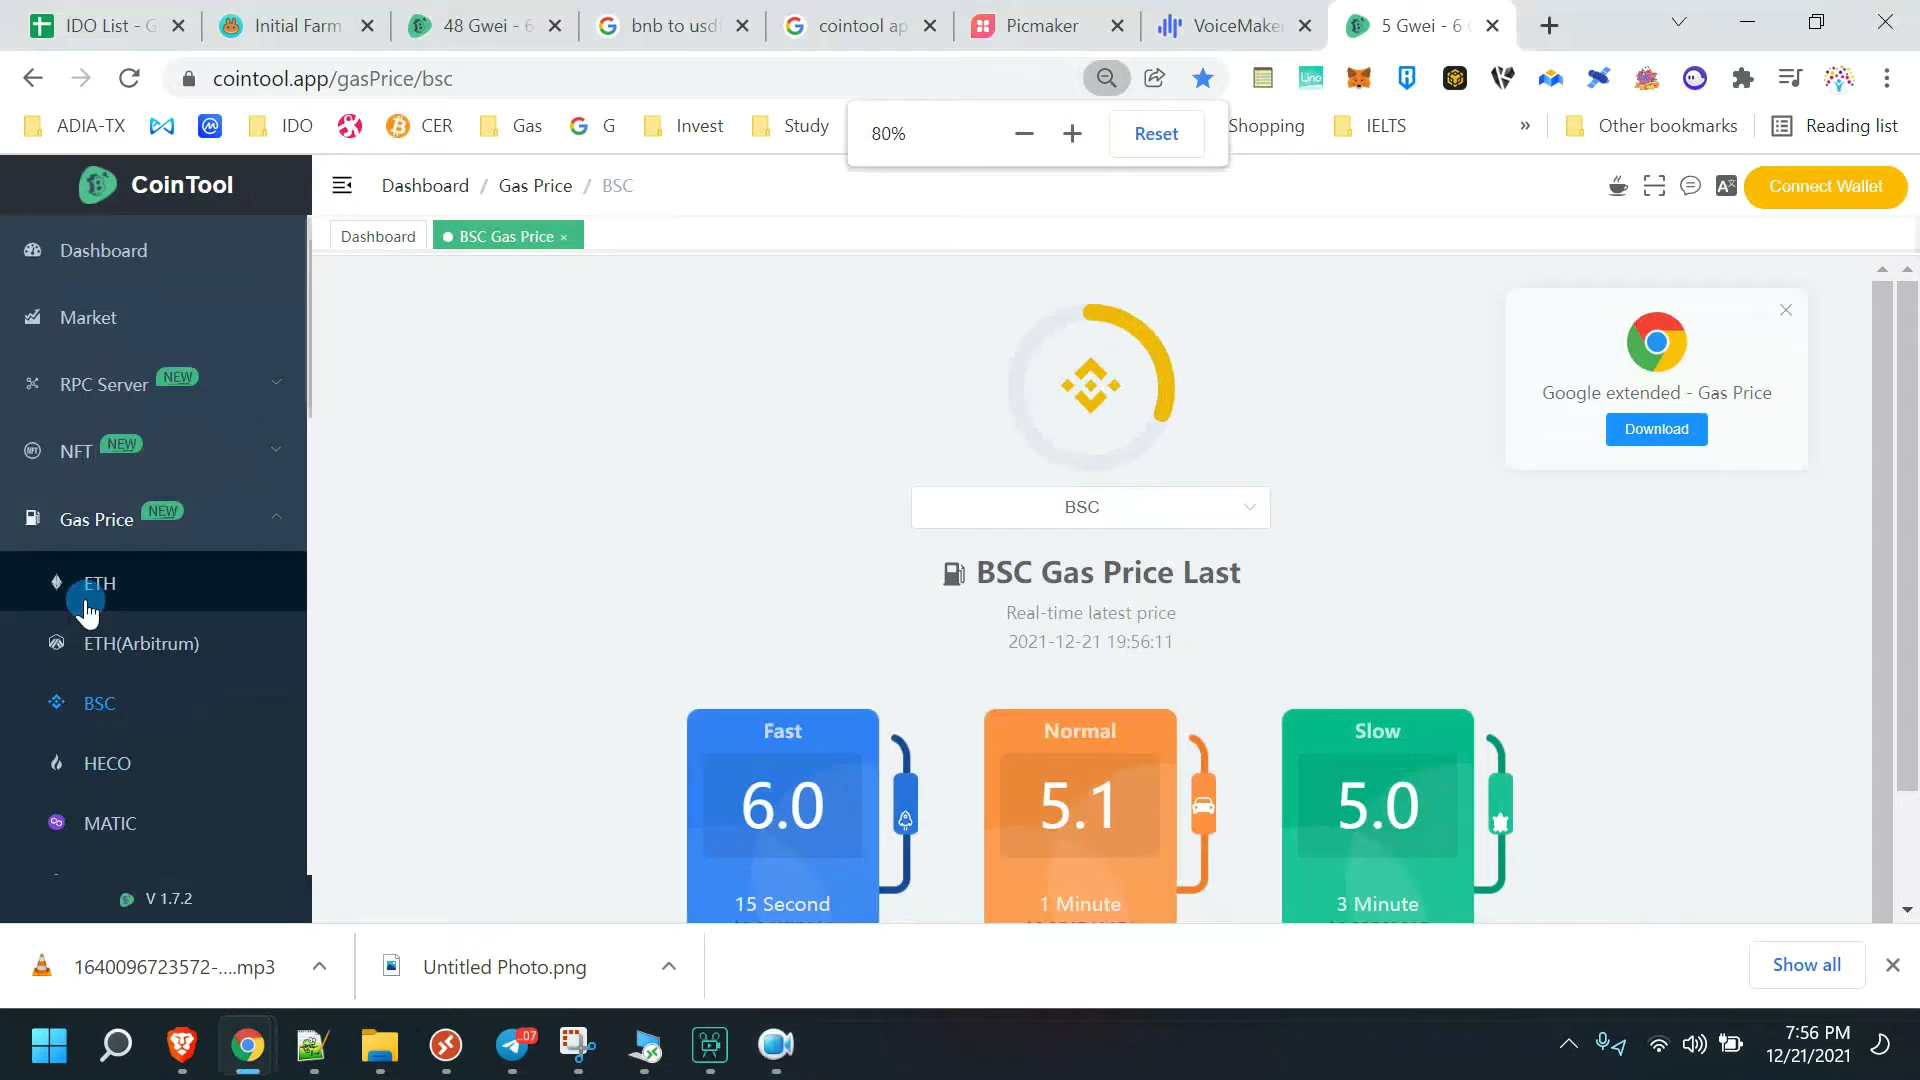 IDO List - G
Initial Farm
48 Gwei - 6
bnb to usd
cointool ap
Picmaker
VoiceMake
5 Gwei - 6
cointool.app/gasPrice/bsc
ADIA-TX
IDO
CER
Gas
G
Invest
Study
Shopping
IELTS
»
Other bookmarks
Reading list
80%
Reset
CoinTool
Dashboard / Gas Price / BSC
Connect Wallet
Dashboard
BSC Gas Price ×
Dashboard
Market
RPC Server NEW
NFT NEW
Gas Price NEW
ETH
ETH(Arbitrum)
BSC
HECO
MATIC
V 1.7.2
Google extended - Gas Price
Download
BSC
BSC Gas Price Last
Real-time latest price
2021-12-21 19:56:11
Fast
6.0
15 Second
Normal
5.1
1 Minute
Slow
5.0
3 Minute
1640096723572-....mp3
Untitled Photo.png
Show all
..07
7:56 PM
12/21/2021